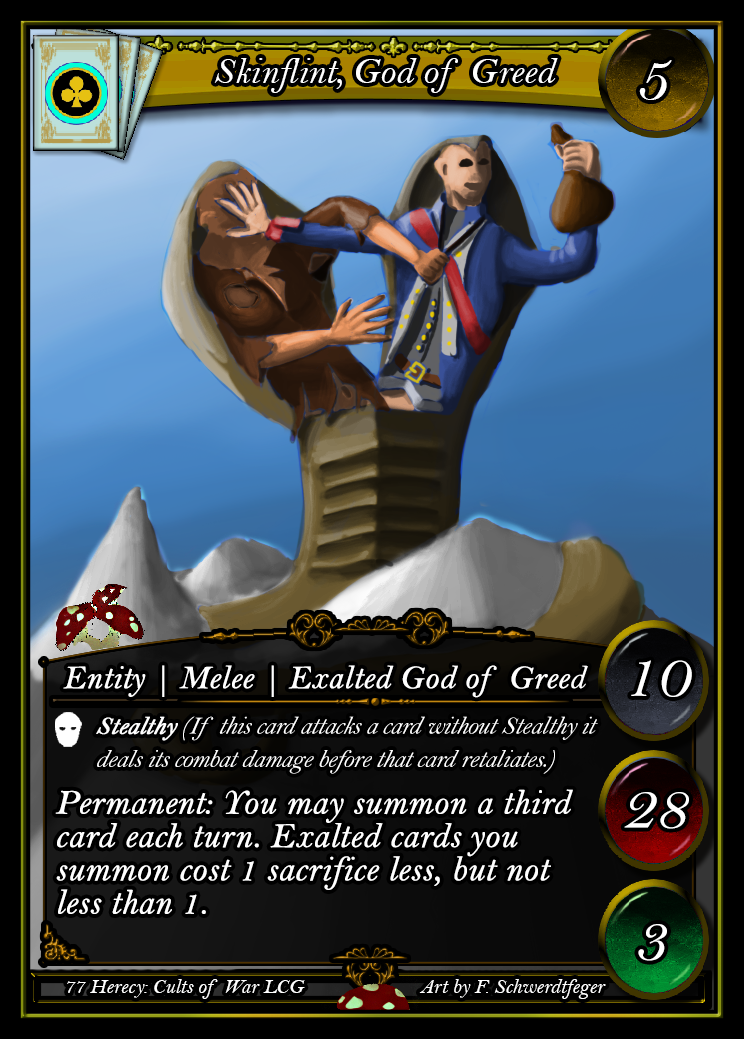 Skinflint, God of Greed
5
Entity | Melee | Exalted God of Greed
10
Stealthy (If this card attacks a card without Stealthy it
deals its combat damage before that card retaliates.)
Permanent: You may summon a third
card each turn. Exalted cards you
summon cost 1 sacrifice less, but not
less than 1.
28
3
77 Herecy: Cults of War LCG
Art by F. Schwerdtfeger